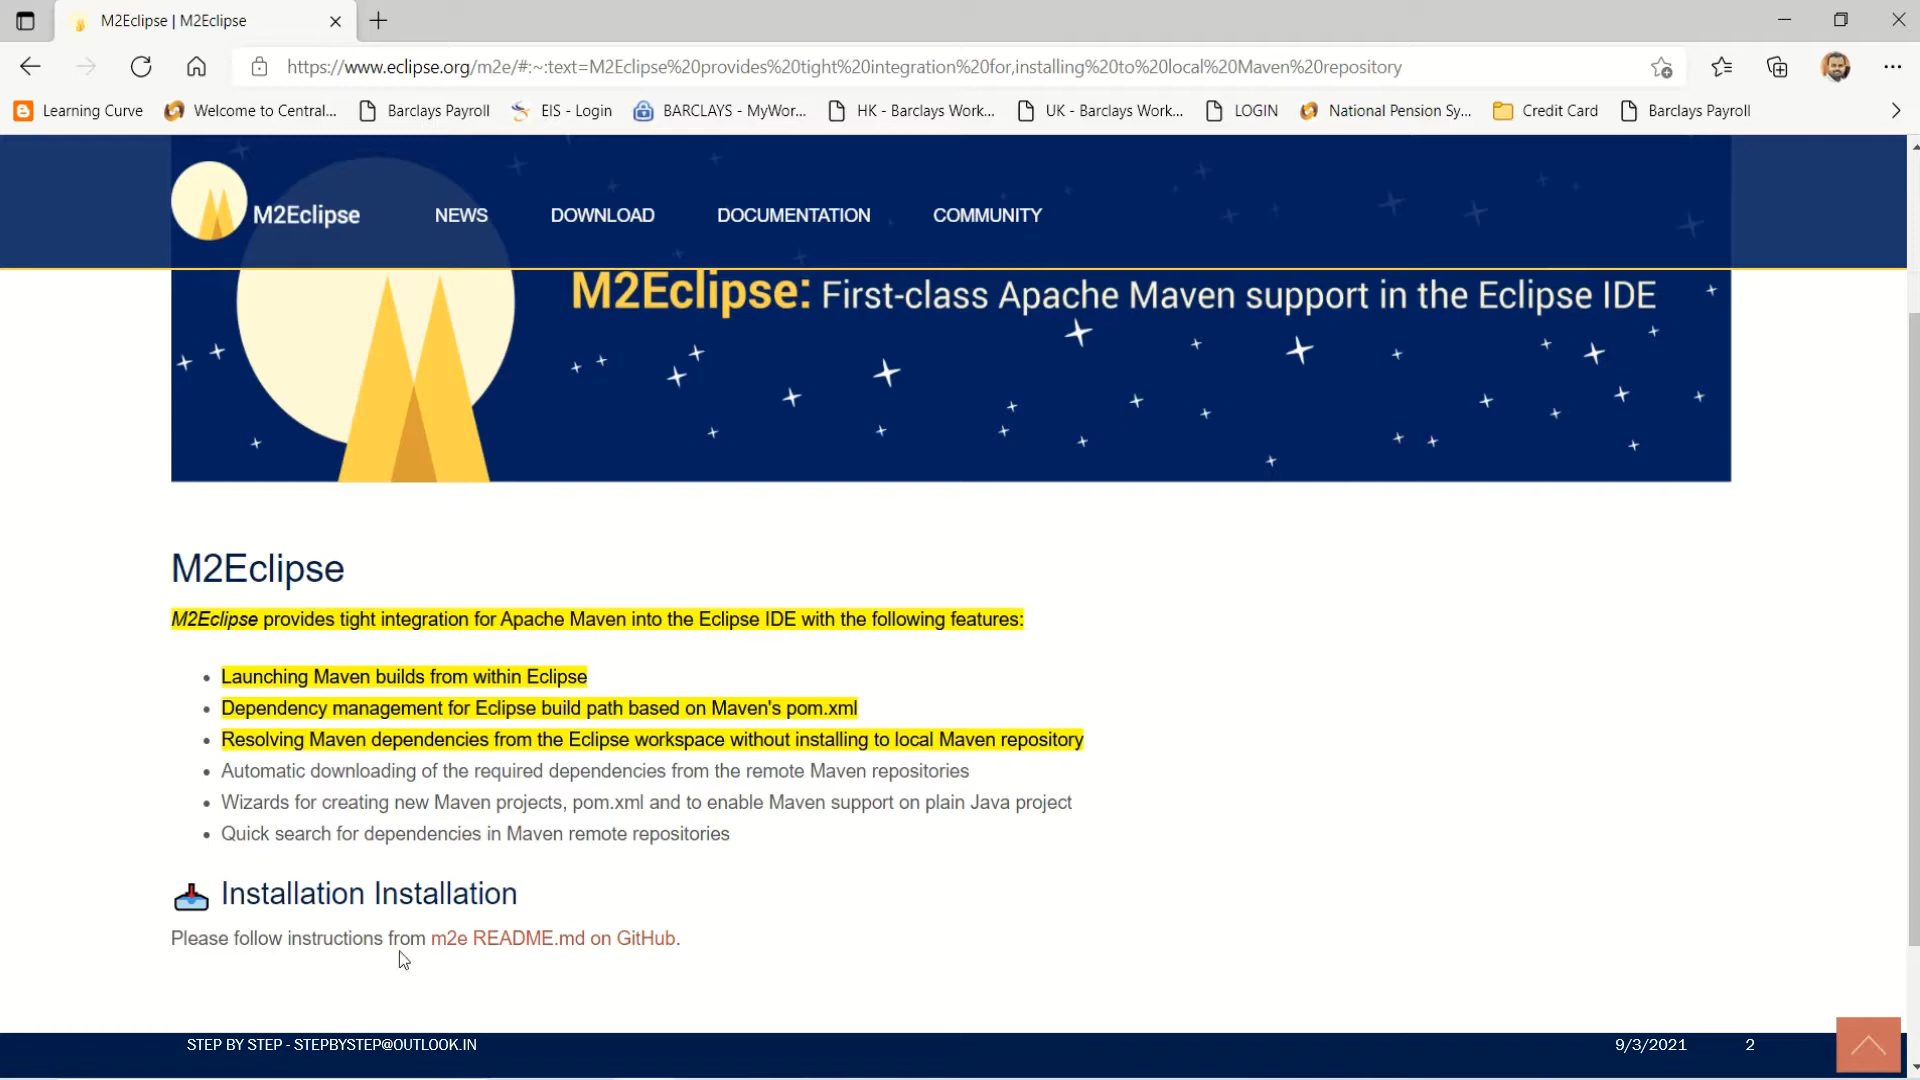 M2Eclipse | M2Eclipse
https://www.eclipse.org/m2e/#:~:text=M2Eclipse%20provides%20tight%20integration%20for,installing%20to%20local%20Maven%20repository
Learning Curve
Welcome to Central...
Barclays Payroll
EIS - Login
BARCLAYS - MyWor...
HK - Barclays Work...
UK - Barclays Work...
LOGIN
National Pension Sy...
Credit Card
Barclays Payroll
M2Eclipse
NEWS
DOWNLOAD
DOCUMENTATION
COMMUNITY
M2Eclipse: First-class Apache Maven support in the Eclipse IDE
M2Eclipse
M2Eclipse provides tight integration for Apache Maven into the Eclipse IDE with the following features:
Launching Maven builds from within Eclipse
Dependency management for Eclipse build path based on Maven's pom.xml
Resolving Maven dependencies from the Eclipse workspace without installing to local Maven repository
Automatic downloading of the required dependencies from the remote Maven repositories
Wizards for creating new Maven projects, pom.xml and to enable Maven support on plain Java project
Quick search for dependencies in Maven remote repositories
Installation Installation
Please follow instructions from m2e README.md on GitHub.
STEP BY STEP - STEPBYSTEP@OUTLOOK.IN
9/3/2021
2